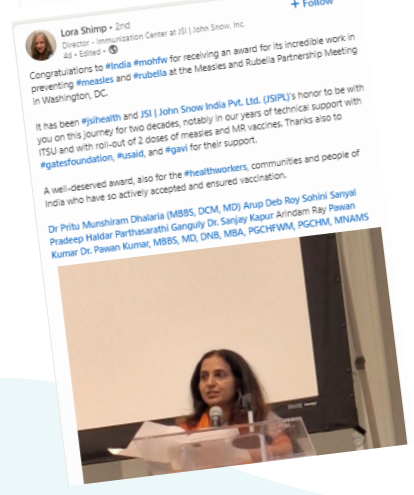 + Follow
Lora Shimp • 2nd
Director - Immunization Center at JSI | John Snow, Inc.
4d • Edited •
Congratulations to #India #mohfw for receiving an award for its incredible work in
preventing #measles and #rubella at the Measles and Rubella Partnership Meeting
in Washington, DC.
It has been #jsihealth and JSI | John Snow India Pvt. Ltd. (JSIPL)'s honor to be with
you on this journey for two decades, notably in our years of technical support with
ITSU and with roll-out of 2 doses of measles and MR vaccines. Thanks also to
#gatesfoundation, #usaid, and #gavi for their support.
A well-deserved award, also for the #healthworkers, communities and people of
India who have so actively accepted and ensured vaccination.
Dr Pritu Munshiram Dhalaria (MBBS, DCM, MD) Arup Deb Roy Sohini Sanyal
Pradeep Haldar Parthasarathi Ganguly Dr. Sanjay Kapur Arindam Ray Pawan
Kumar Dr. Pawan Kumar, MBBS, MD, DNB, MBA, PGCHFWM, PGCHM, MNAMS